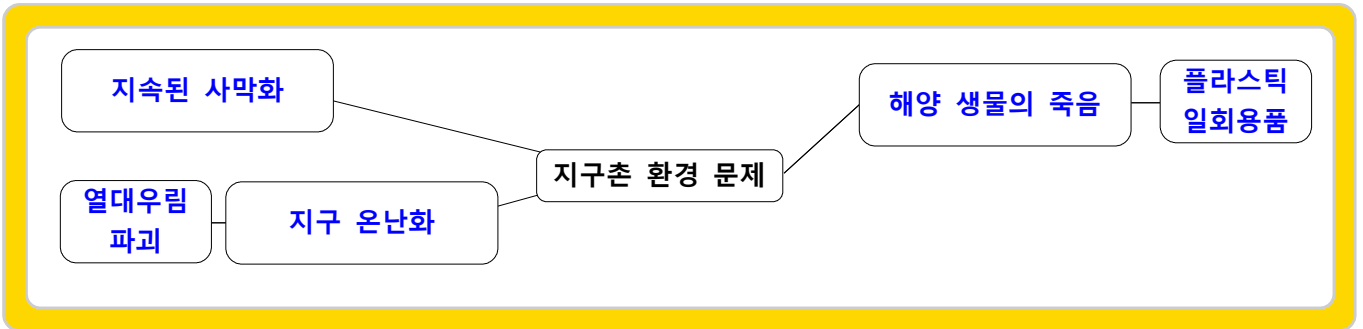 지속된 사막화
해양 생물의 죽음
플라스틱
일회용품
지구촌 환경 문제
열대우림
파괴
지구 온난화